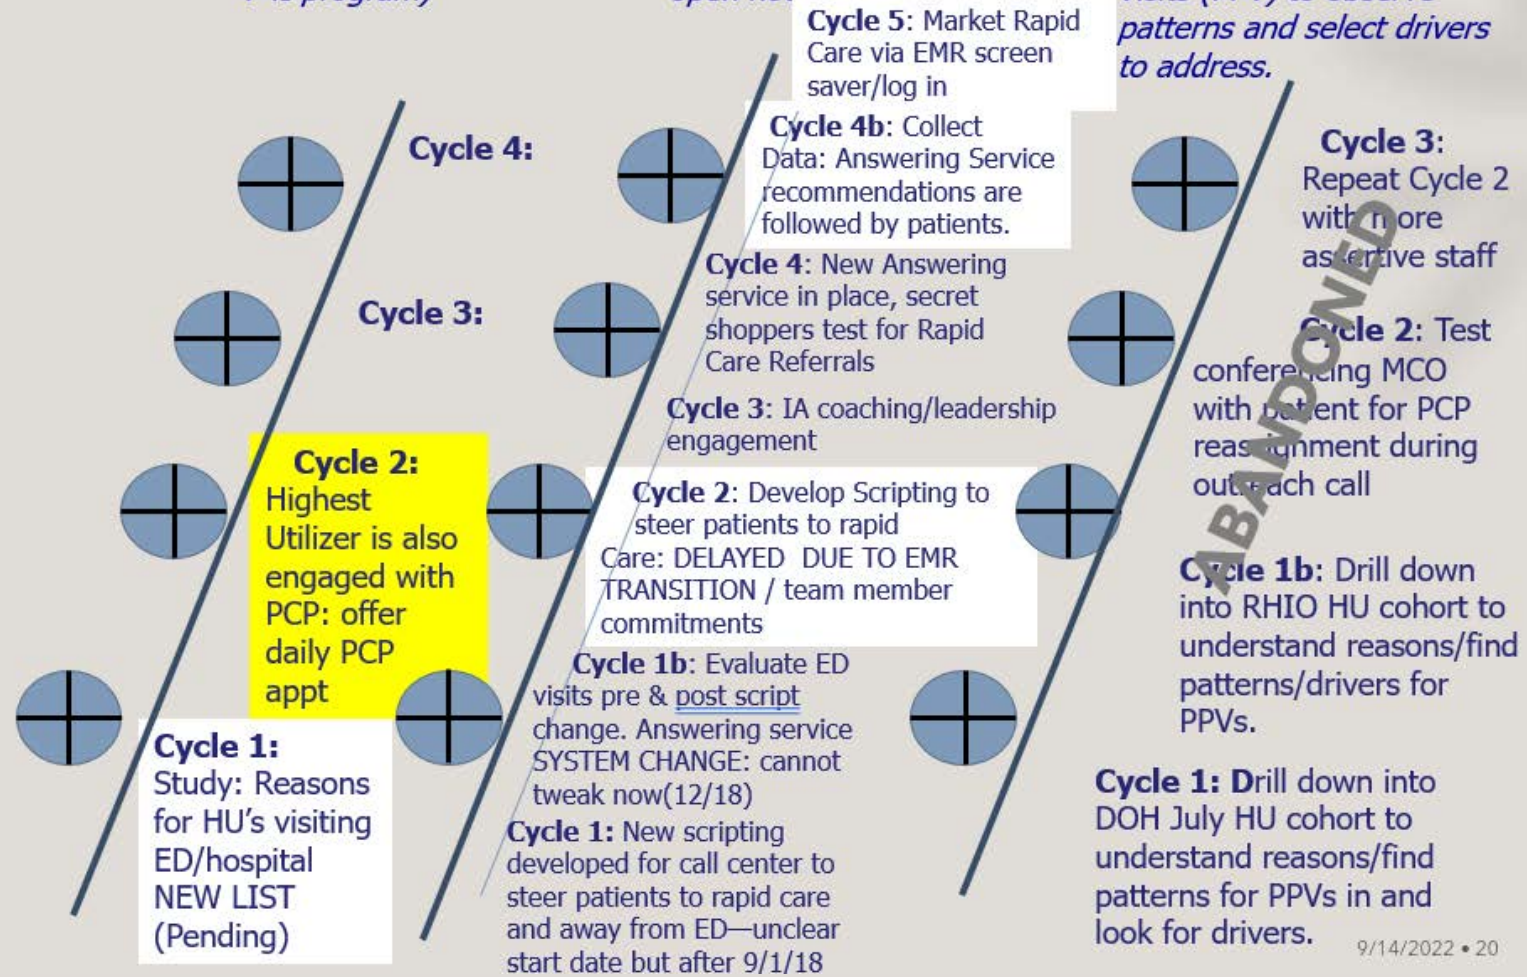 Cycle 4:
Cycle 3:
Cycle 2:
Highest
Utilizer is also
engaged with
PCP: offer
daily PCP
appt
Cycle 1:
Study: Reasons
for HU's visiting
ED/hospital
NEW LIST
(Pending)
Cycle 5: Market Rapid
Care via EMR screen
saver/log in
Cycle 4b: Collect
Data: Answering Service
recommendations are
followed by patients.
Cycle 4: New Answering
service in place, secret
shoppers test for Rapid
Care Referrals
Cycle 3: IA coaching/leadership
engagement
Cycle 2: Develop Scripting to
steer patients to rapid
Care: DELAYED DUE TO EMR
TRANSITION / team member
commitments
Cycle 1b: Evaluate ED
visits pre & post script
change. Answering service
SYSTEM CHANGE: cannot
tweak now(12/18)
Cycle 1: New scripting
developed for call center to
steer patients to rapid care
and away from ED—unclear
start date but after 9/1/18
patterns and select drivers
to address.
Cycle 3:
Repeat Cycle 2
with more
assertive staff
Cycle 2: Test
conferencing MCO
with patient for PCP
reassignment during
outreach call
ABANDONED
Cycle 1b: Drill down
into RHIO HU cohort to
understand reasons/find
patterns/drivers for
PPVs.
Cycle 1: Drill down into
DOH July HU cohort to
understand reasons/find
patterns for PPVs in and
look for drivers.
9/14/2022 • 20